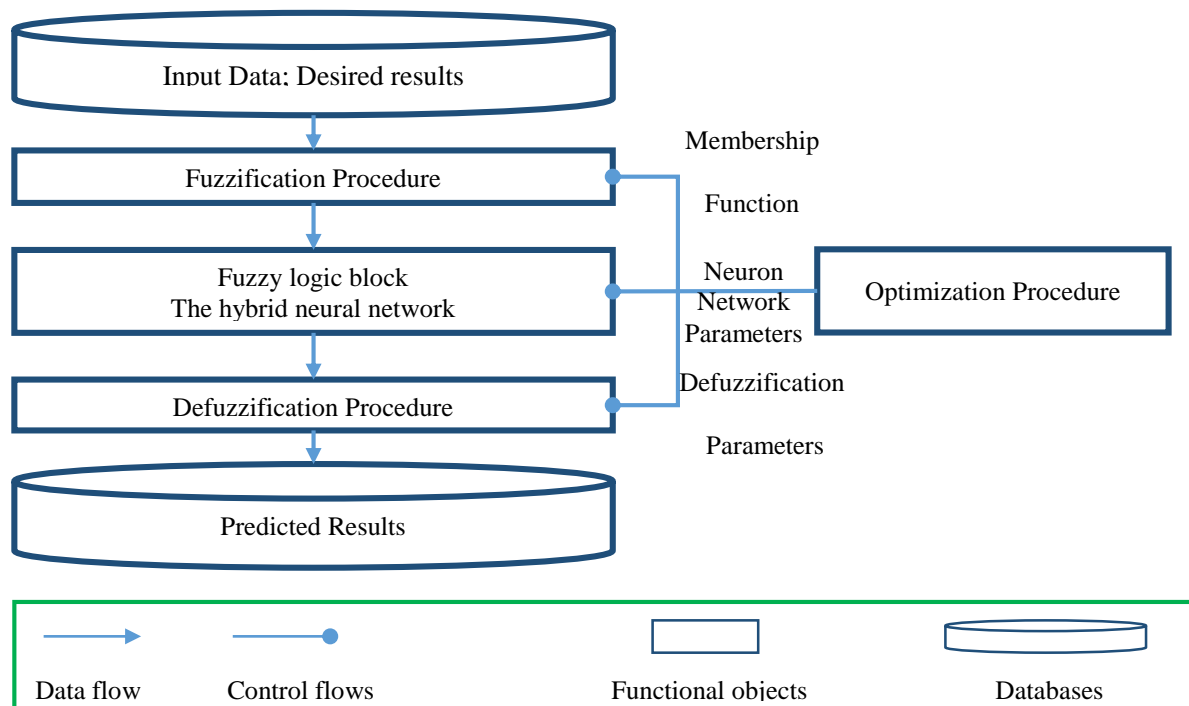 Input Data; Desired results
Fuzzification Procedure
Fuzzy logic block
The hybrid neural network
Defuzzification Procedure
Predicted Results
Membership
Function
Neuron
Network
Parameters
Defuzzification
Parameters
Optimization Procedure
Data flow
Control flows
Functional objects
Databases